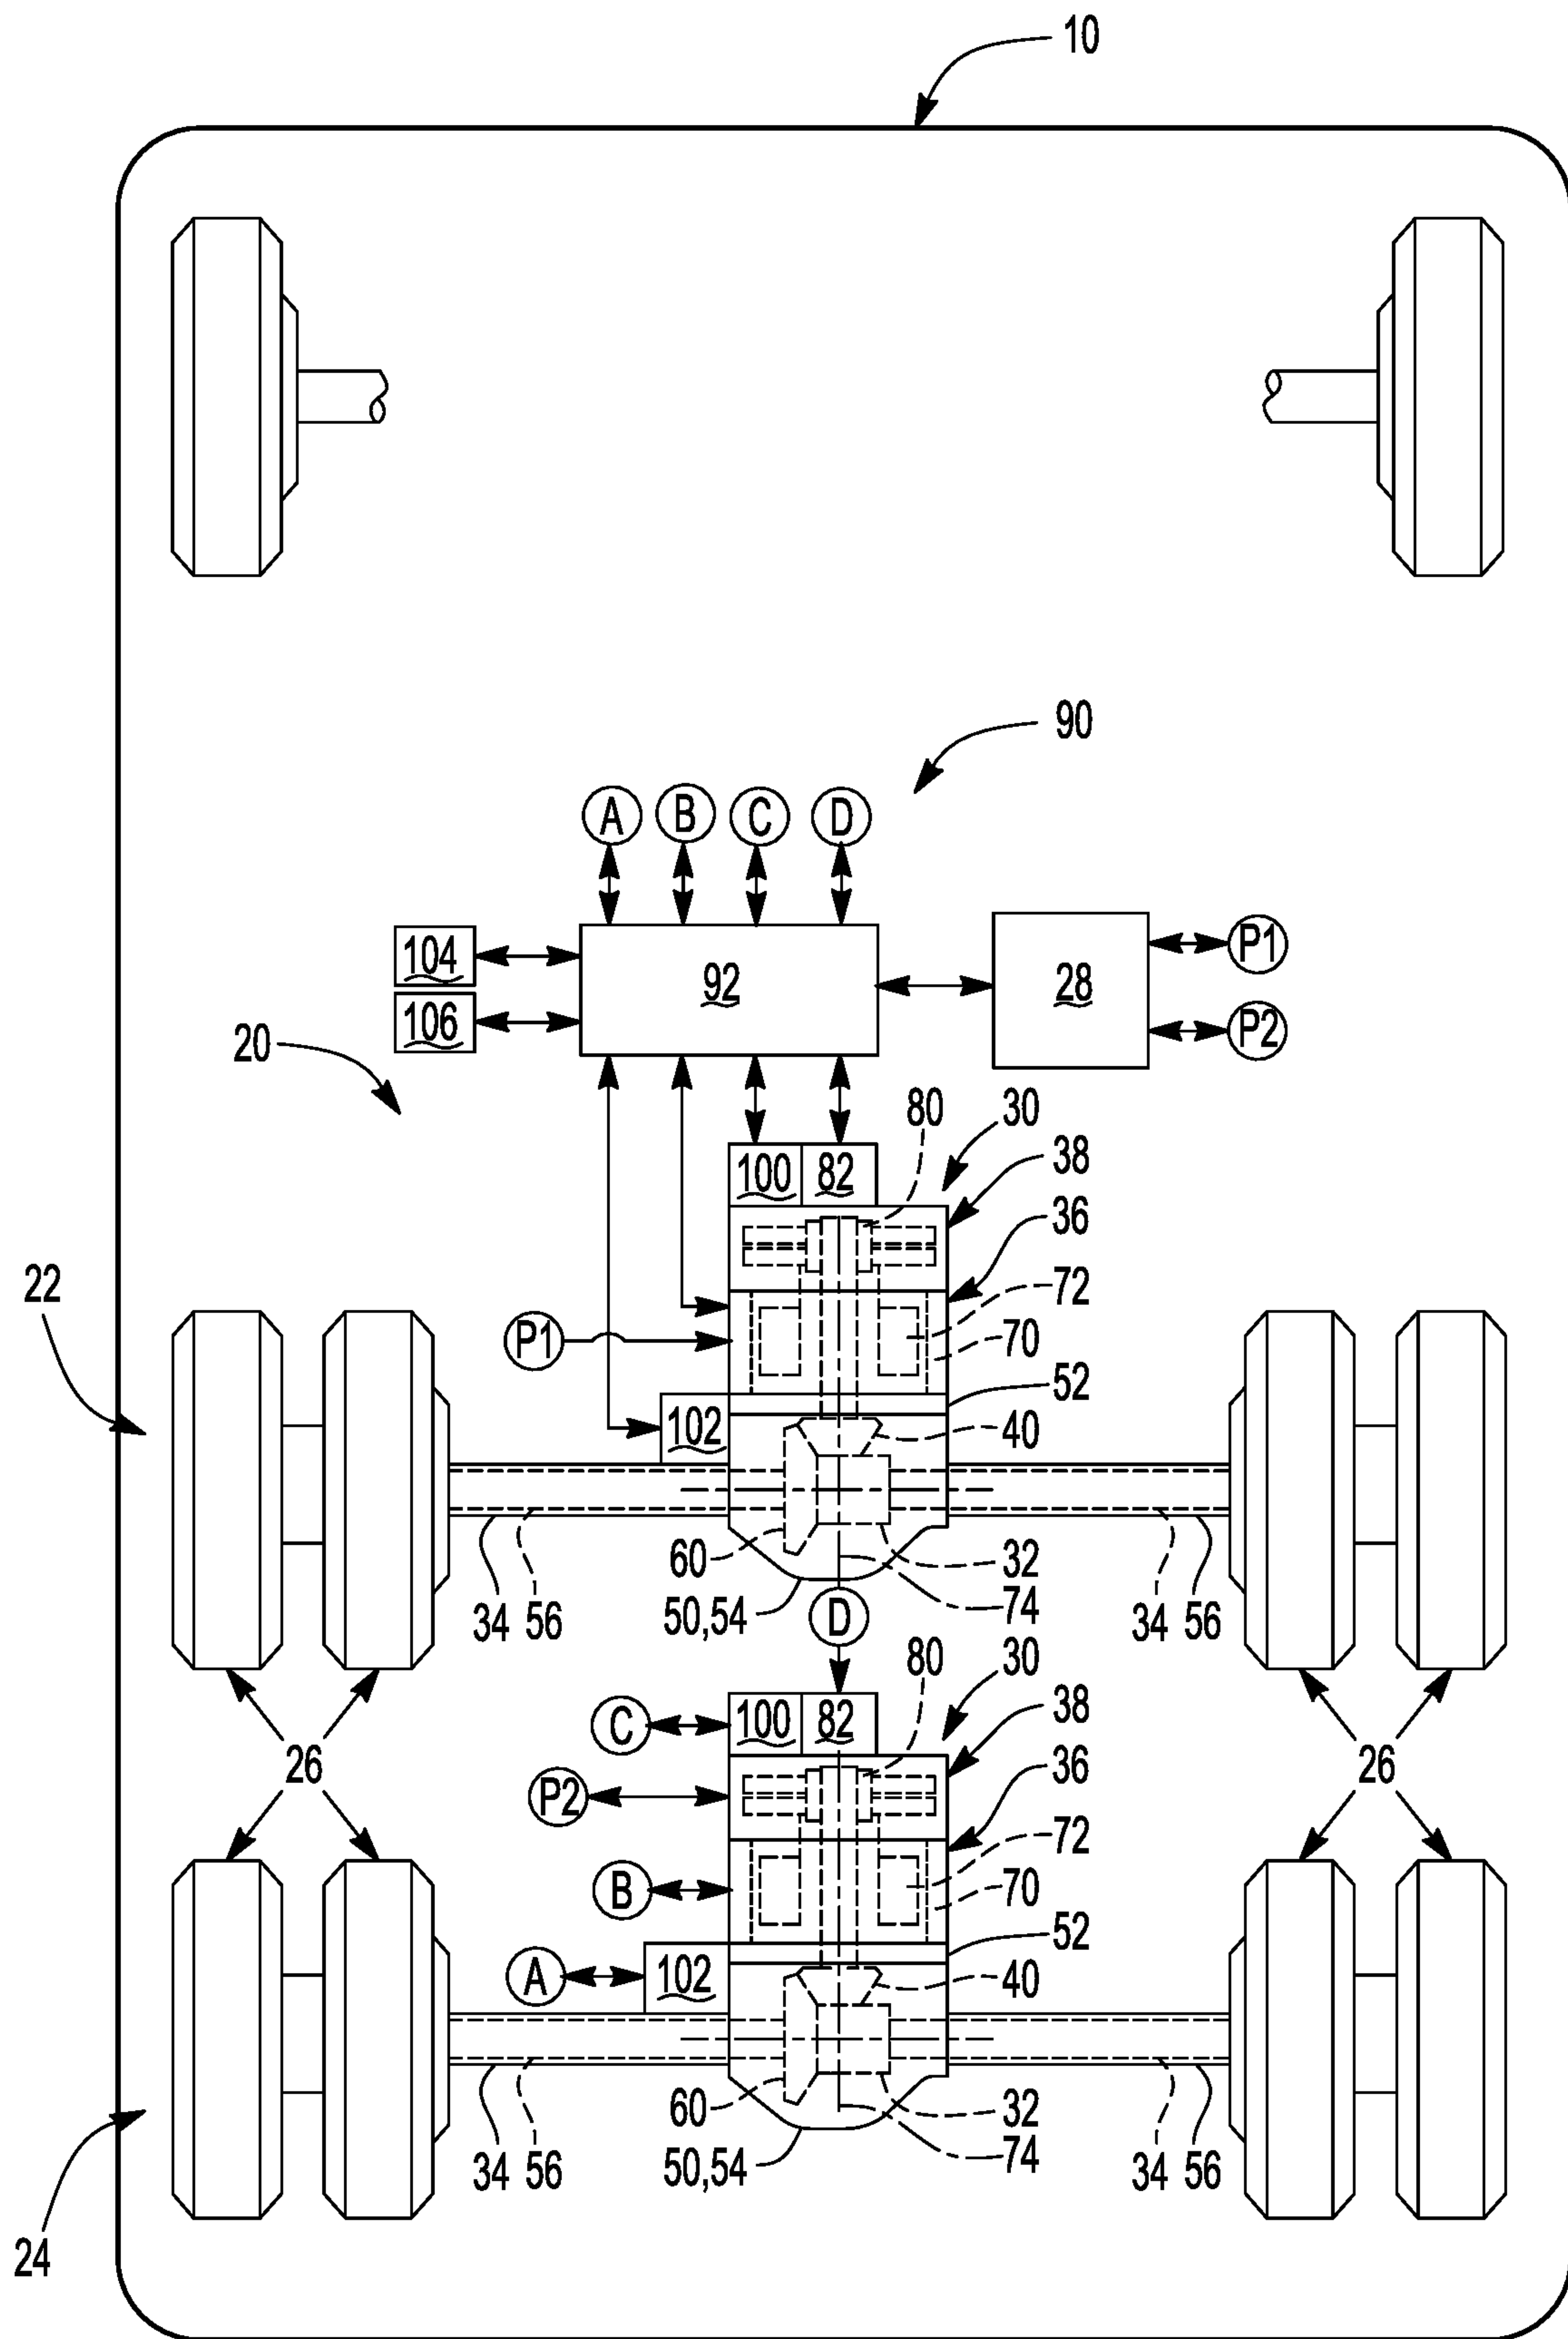 10
90
A B C D
104 92 28 P1
106 P2
20
80 30
100 82 38
36
22 72
P1 70
52
102 40
60 32
34 56 50,54 74 34 56
D
80 30
C 100 82 38
26 P2 36 26
72
B 70
52
A 102 40
60 32
34 56 50,54 74 34 56
24